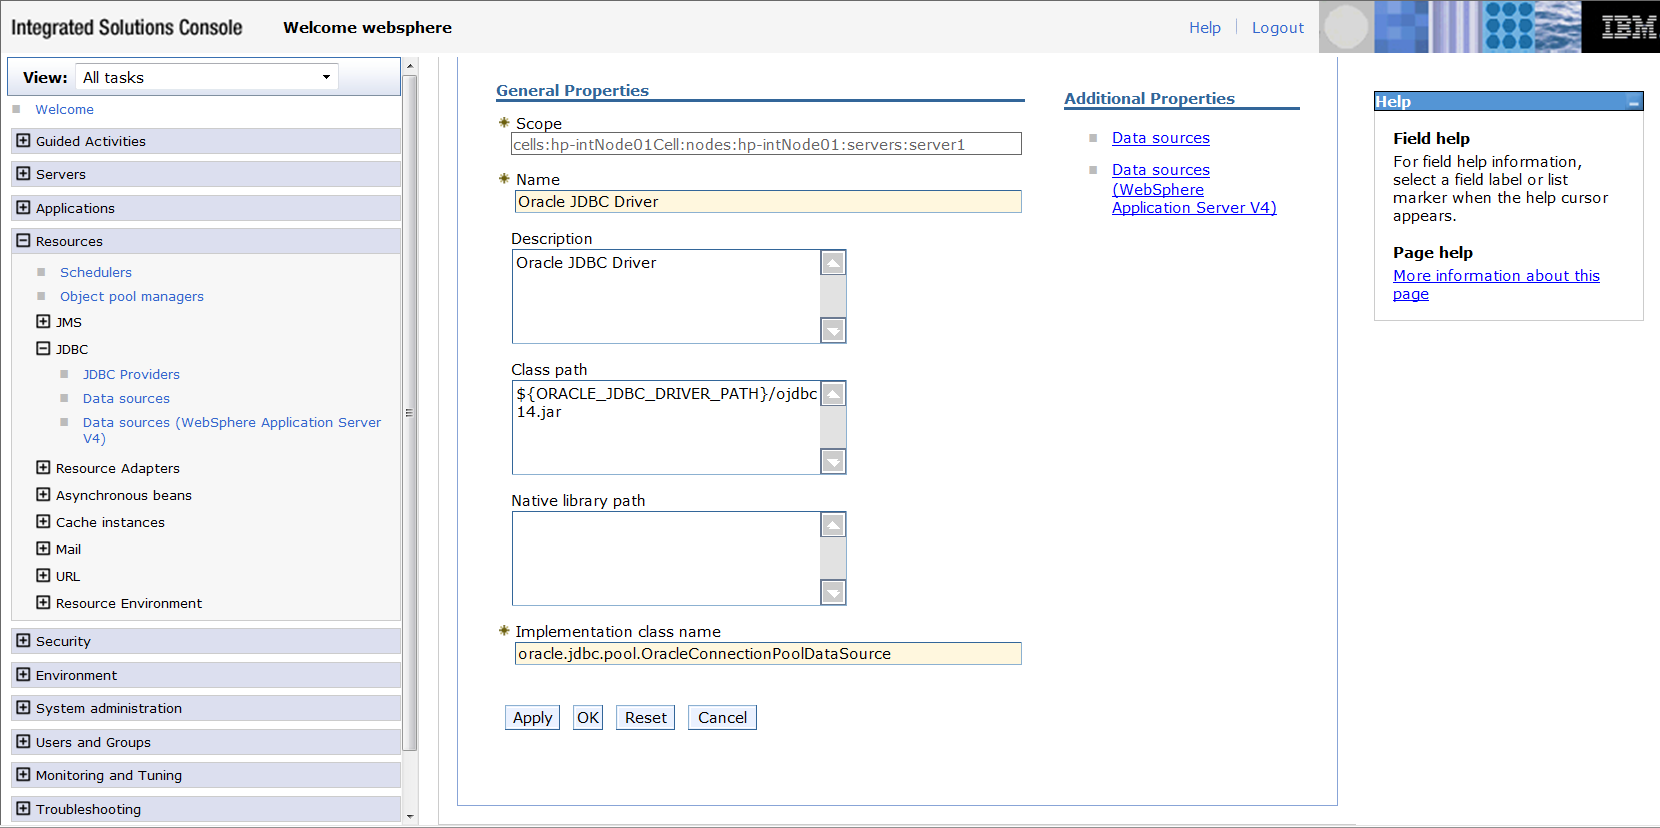 Integrated Solutions Console
Welcome websphere
Help
Logout
IBM
View:
All tasks
Welcome
Guided Activities
Servers
Applications
Resources
Schedulers
Object pool managers
JMS
JDBC
JDBC Providers
Data sources
Data sources (WebSphere Application Server
V4)
Resource Adapters
Asynchronous beans
Cache instances
Mail
URL
Resource Environment
Security
Environment
System administration
Users and Groups
Monitoring and Tuning
Troubleshooting
General Properties
Scope
cells:hp-intNode01Cell:nodes:hp-intNode01:servers:server1
Name
Oracle JDBC Driver
Description
Oracle JDBC Driver
Class path
${ORACLE_JDBC_DRIVER_PATH}/ojdbc
14.jar
Native library path
Implementation class name
oracle.jdbc.pool.OracleConnectionPoolDataSource
Apply
OK
Reset
Cancel
Additional Properties
Data sources
Data sources
(WebSphere
Application Server V4)
Help
Field help
For field help information,
select a field label or list
marker when the help cursor
appears.
Page help
More information about this
page